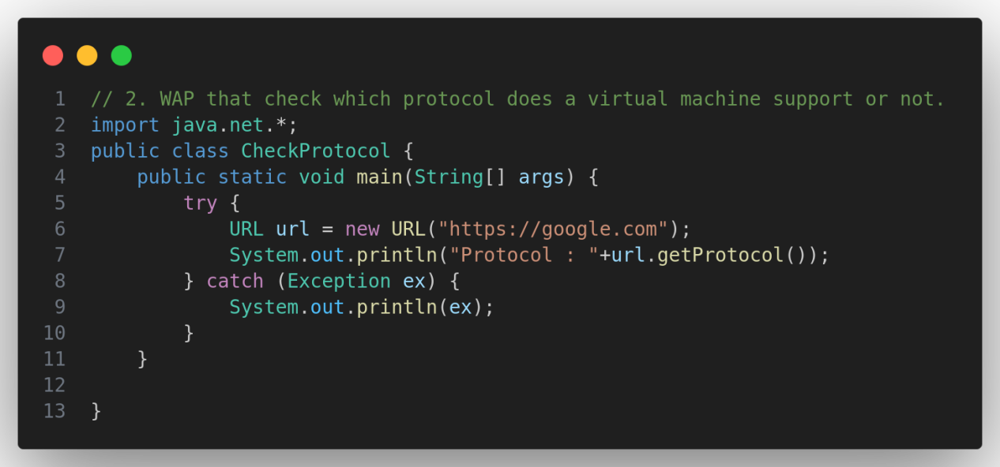 1 // 2. WAP that check which protocol does a virtual machine support or not.
2 import java.net.*;
3 public class CheckProtocol {
4     public static void main(String[] args) {
5         try {
6             URL url = new URL("https://google.com");
7             System.out.println("Protocol : "+url.getProtocol());
8         } catch (Exception ex) {
9             System.out.println(ex);
10         }
11     }
12
13 }